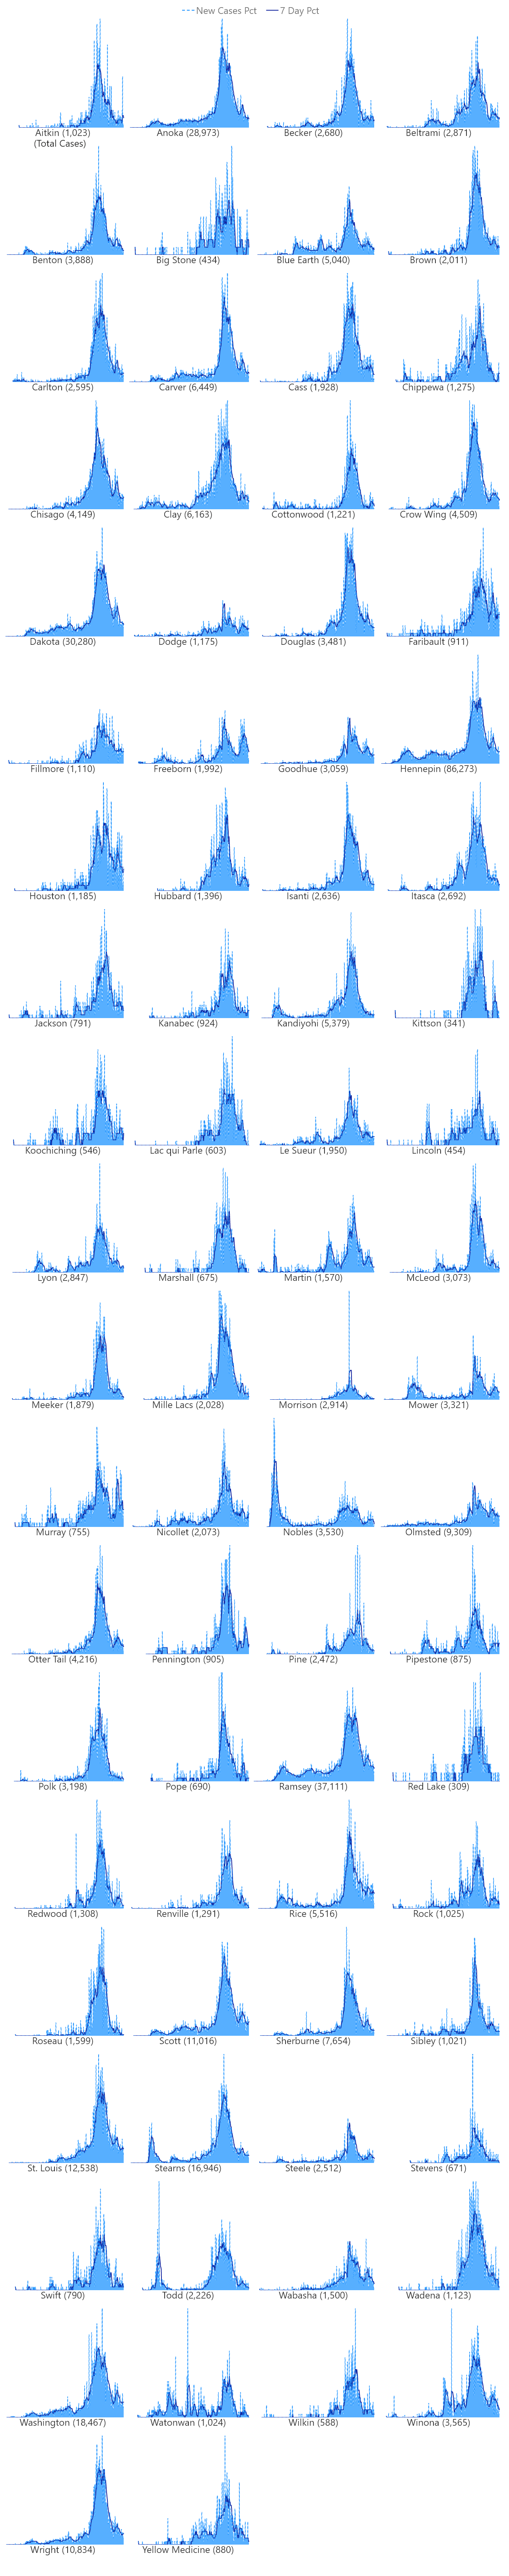 New Cases Pct 7 Day Pct
Aitkin (1,023) Anoka (28,973) Becker (2,680) Beltrami (2,871)
(Total Cases)
Benton (3,888) Big Stone (434) Blue Earth (5,040) Brown (2,011)
Carlton (2,595) Carver (6,449) Cass (1,928) Chippewa (1,275)
Chisago (4,149) Clay (6,163) Cottonwood (1,221) Crow Wing (4,509)
Dakota (30,280) Dodge (1,175) Douglas (3,481) Faribault (911)
Fillmore (1,110) Freeborn (1,992) Goodhue (3,059) Hennepin (86,273)
Houston (1,185) Hubbard (1,396) Isanti (2,636) Itasca (2,692)
Jackson (791) Kanabec (924) Kandiyohi (5,379) Kittson (341)
Koochiching (546) Lac qui Parle (603) Le Sueur (1,950) Lincoln (454)
Lyon (2,847) Marshall (675) Martin (1,570) McLeod (3,073)
Meeker (1,879) Mille Lacs (2,028) Morrison (2,914) Mower (3,321)
Murray (755) Nicollet (2,073) Nobles (3,530) Olmsted (9,309)
Otter Tail (4,216) Pennington (905) Pine (2,472) Pipestone (875)
Polk (3,198) Pope (690) Ramsey (37,111) Red Lake (309)
Redwood (1,308) Renville (1,291) Rice (5,516) Rock (1,025)
Roseau (1,599) Scott (11,016) Sherburne (7,654) Sibley (1,021)
St. Louis (12,538) Stearns (16,946) Steele (2,512) Stevens (671)
Swift (790) Todd (2,226) Wabasha (1,500) Wadena (1,123)
Washington (18,467) Watonwan (1,024) Wilkin (588) Winona (3,565)
Wright (10,834) Yellow Medicine (880)